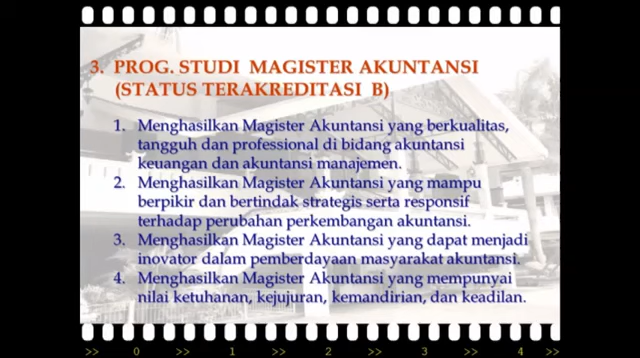 3. PROG. STUDI MAGISTER AKUNTANSI
(STATUS TERAKREDITASI B)
1. Menghasilkan Magister Akuntansi yang berkualitas,
tangguh dan professional di bidang akuntansi
keuangan dan akuntansi manajemen.
2. Menghasilkan Magister Akuntansi yang mampu
berpikir dan bertindak strategis serta responsif
terhadap perubahan perkembangan akuntansi.
3. Menghasilkan Magister Akuntansi yang dapat menjadi
inovator dalam pemberdayaan masyarakat akuntansi.
4. Menghasilkan Magister Akuntansi yang mempunyai
nilai ketuhanan, kejujuran, kemandirian, dan keadilan.
>> 0 >> 1 >> 2 >> 3 >> 4 >>